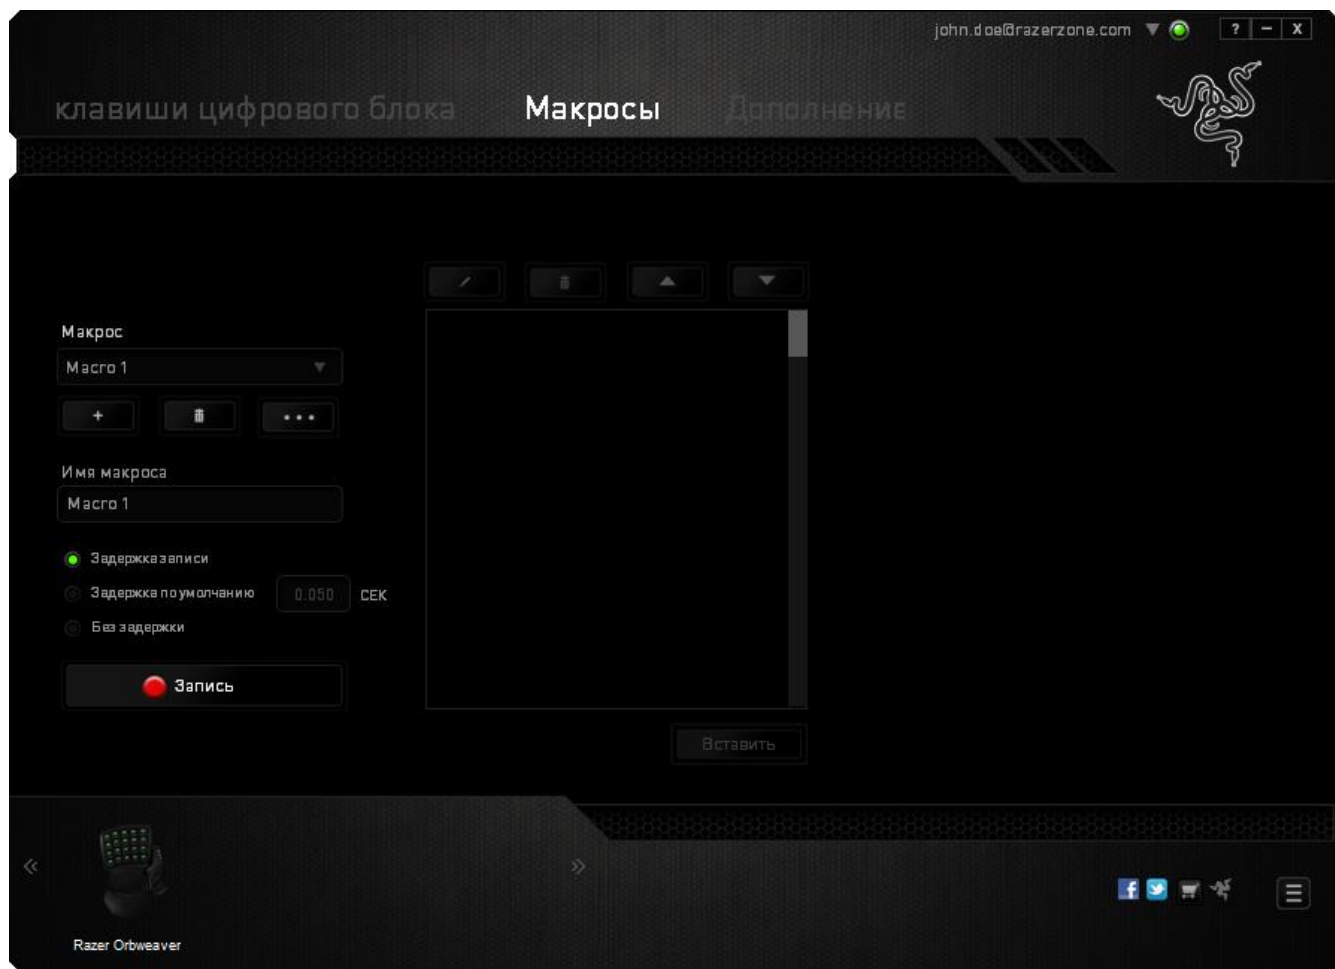 john.doe@razerzone.com
? – X
клавиши цифрового блока Макросы Дополнение
Макрос
Macro 1
+
•••
Имя макроса
Macro 1
Задержка записи
Задержка по умолчанию 0.050 СЕК
Без задержки
Запись
Вставить
« »
Razer Orbweaver